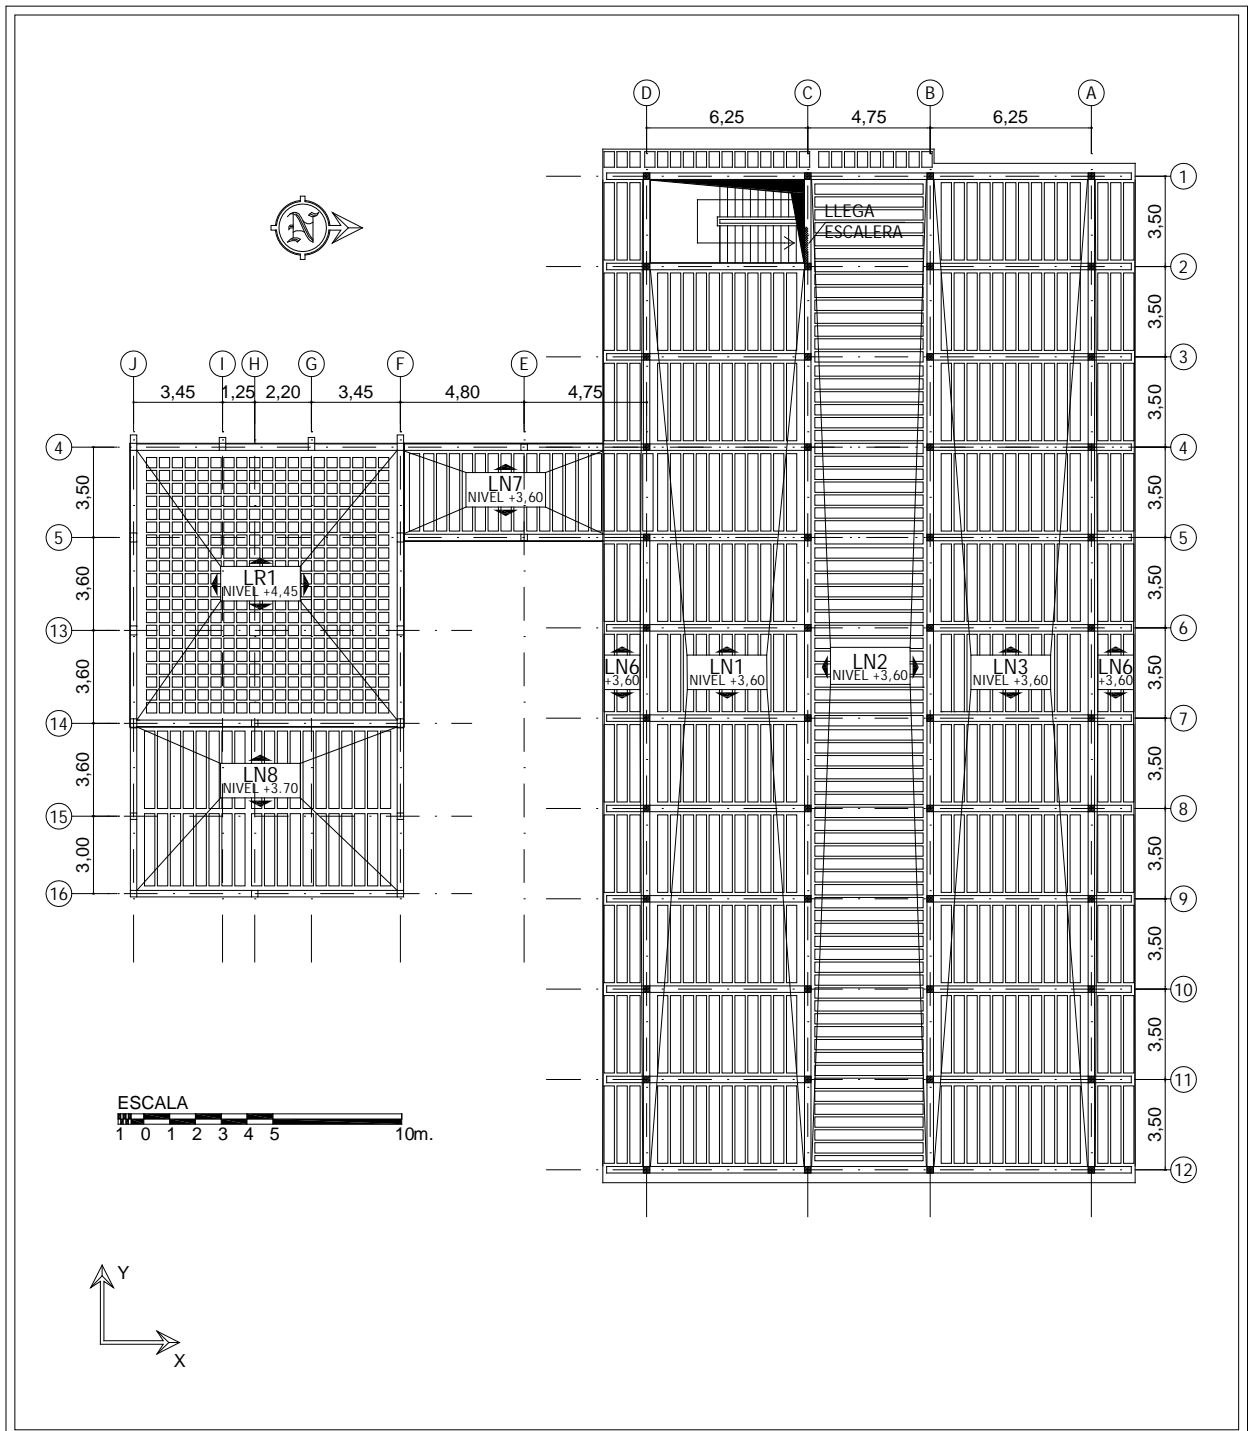 D C B A
6,25 4,75 6,25
1
3,50
LLEGA
ESCALERA
N
2
3,50
3
J I H G F E
3,45 1,25 2,20 3,45 4,80 4,75
3,50
4 4
3,50
LN7
NIVEL +3,60
3,50
5 5
LR1
NIVEL +4,45
3,60
3,50
13 6
3,60
LN6
+3,60
LN1
NIVEL +3,60
LN2
NIVEL +3,60
LN3
NIVEL +3,60
LN6
+3,60
3,50
14 7
LN8
NIVEL +3.70
3,60
3,50
15 8
3,00
3,50
16 9
3,50
10
3,50
11
ESCALA
1 0 1 2 3 4 5 10m.
3,50
12
Y
X